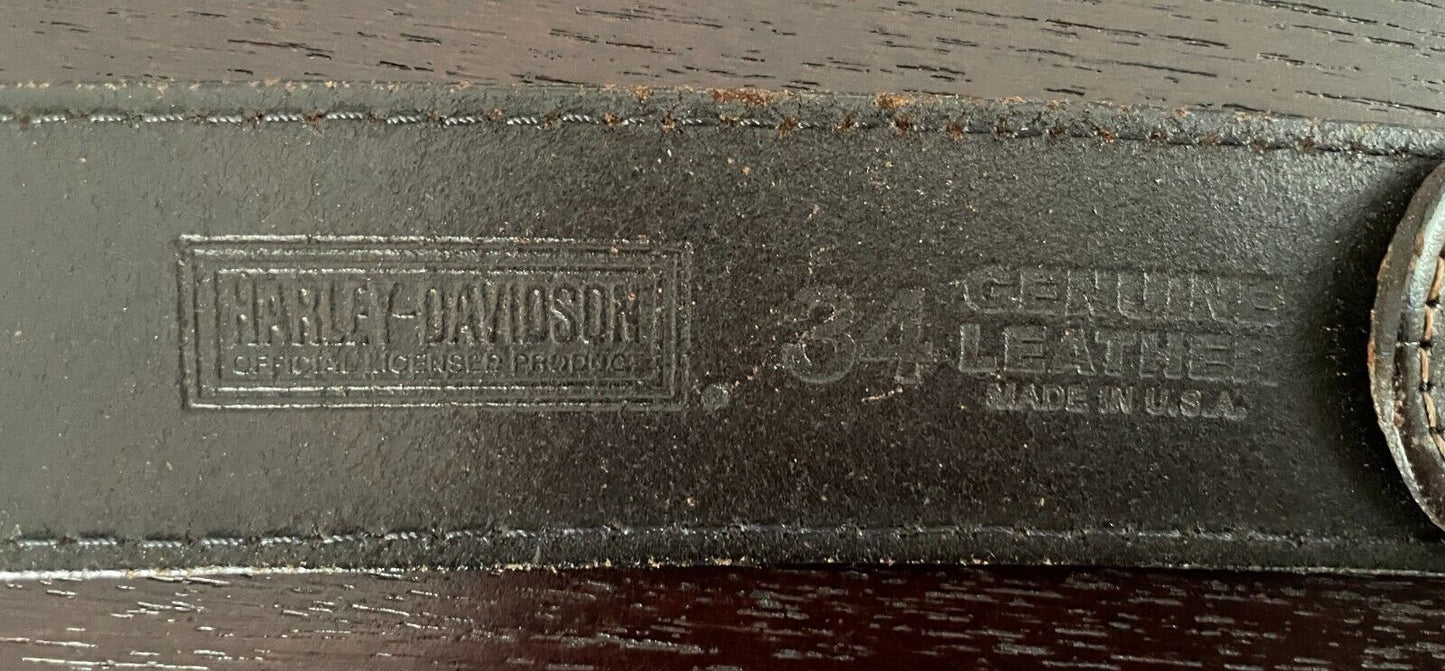 HARLEY-DAVIDSON
OFFICIAL LICENSED PRODUCT
34
GENUINE
LEATHER
MADE IN U.S.A.